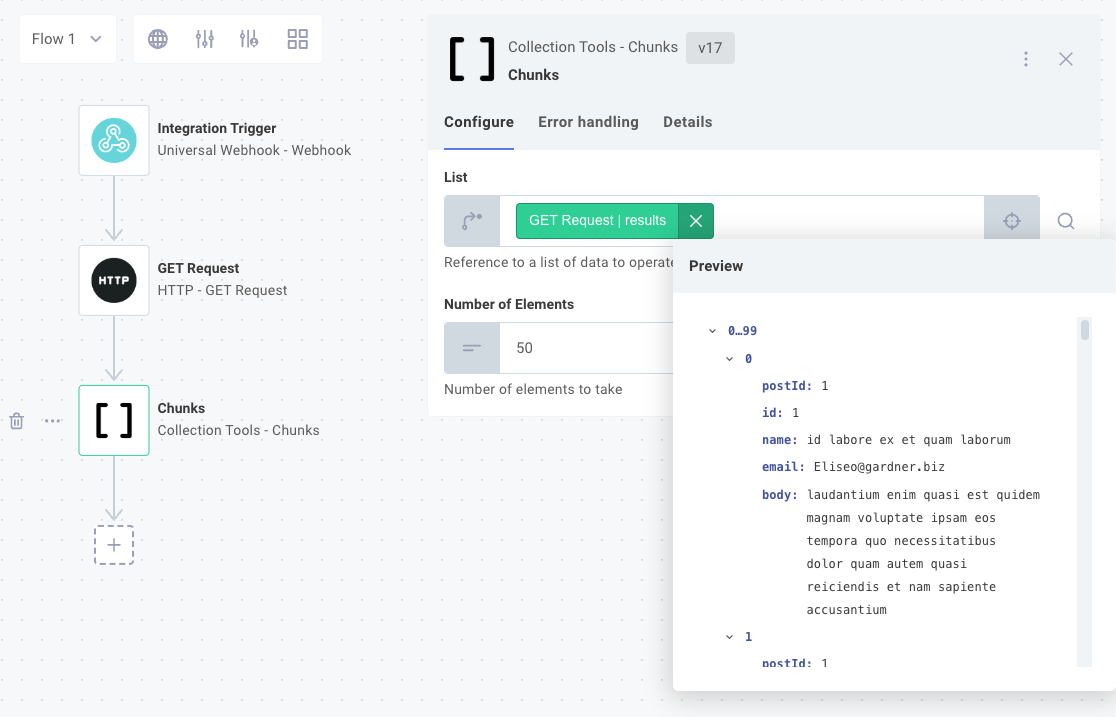 Flow 1
Integration Trigger
Universal Webhook - Webhook
HTTP
GET Request
HTTP - GET Request
Chunks
Collection Tools - Chunks
Collection Tools - Chunks v17
Chunks
Configure Error handling Details
List
GET Request | results
Reference to a list of data to operate
Number of Elements
50
Number of elements to take
Preview
0…99
0
postId: 1
id: 1
name: id labore ex et quam laborum
email: Eliseo@gardner.biz
body: laudantium enim quasi est quidem
magnam voluptate ipsam eos
tempora quo necessitatibus
dolor quam autem quasi
reiciendis et nam sapiente
accusantium
1
postId: 1